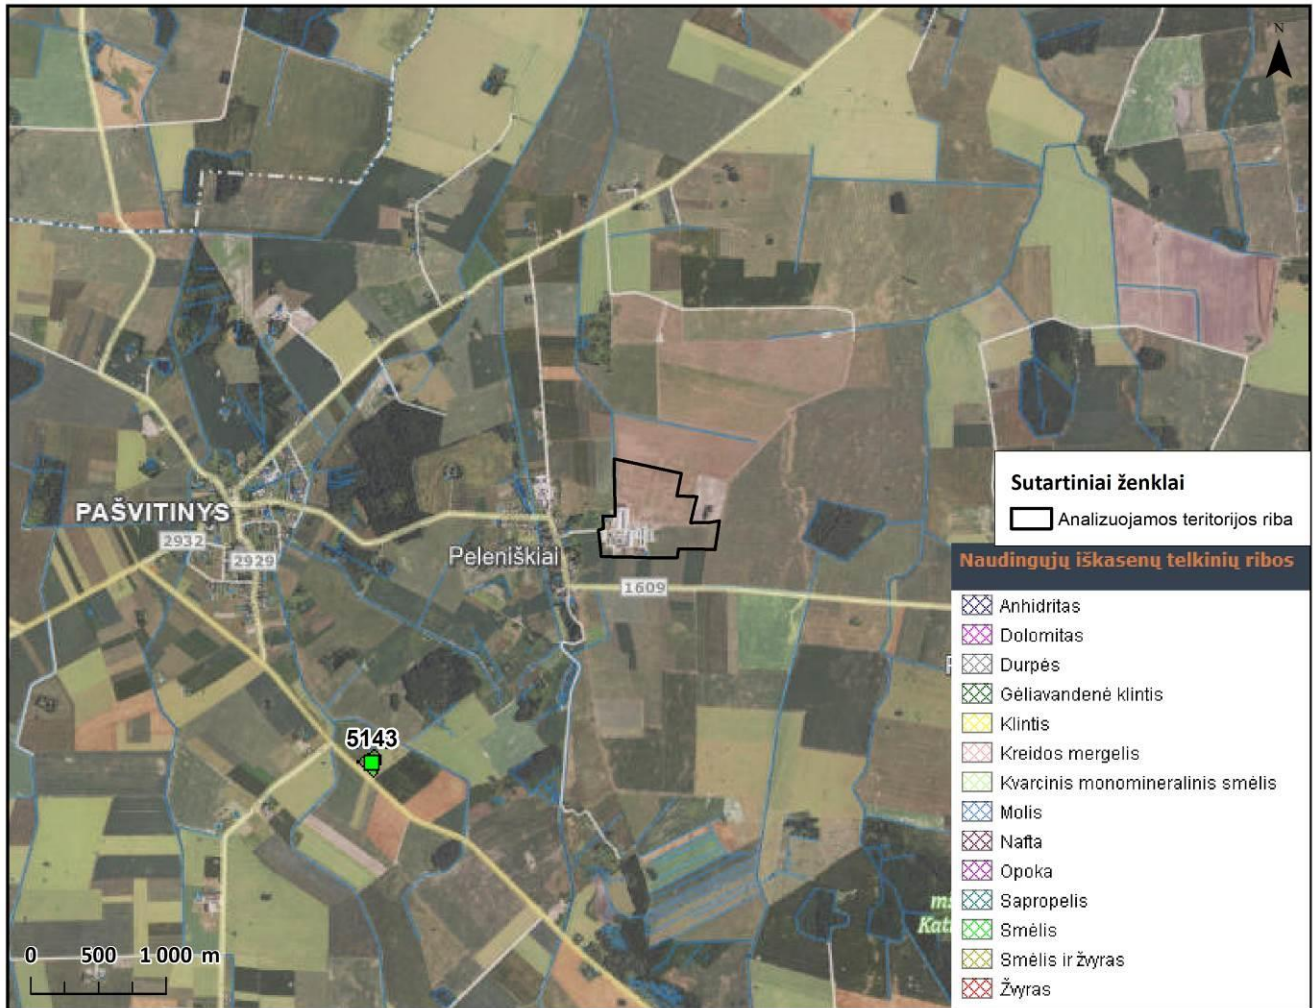 N
PAŠVITINYS
2932
2929
Peleniškiai
1609
5143
0 500 1 000 m
Sutartiniai ženklai
Analizuojamos teritorijos riba
Naudingųjų iškasenų telkinių ribos
Anhidritas
Dolomitas
Durpės
Gėliavandenė klintis
Klintis
Kreidos mergelis
Kvarcinis monomineralinis smėlis
Molis
Nafta
Opoka
Sapropelis
Smėlis
Smėlis ir žvyras
Žvyras